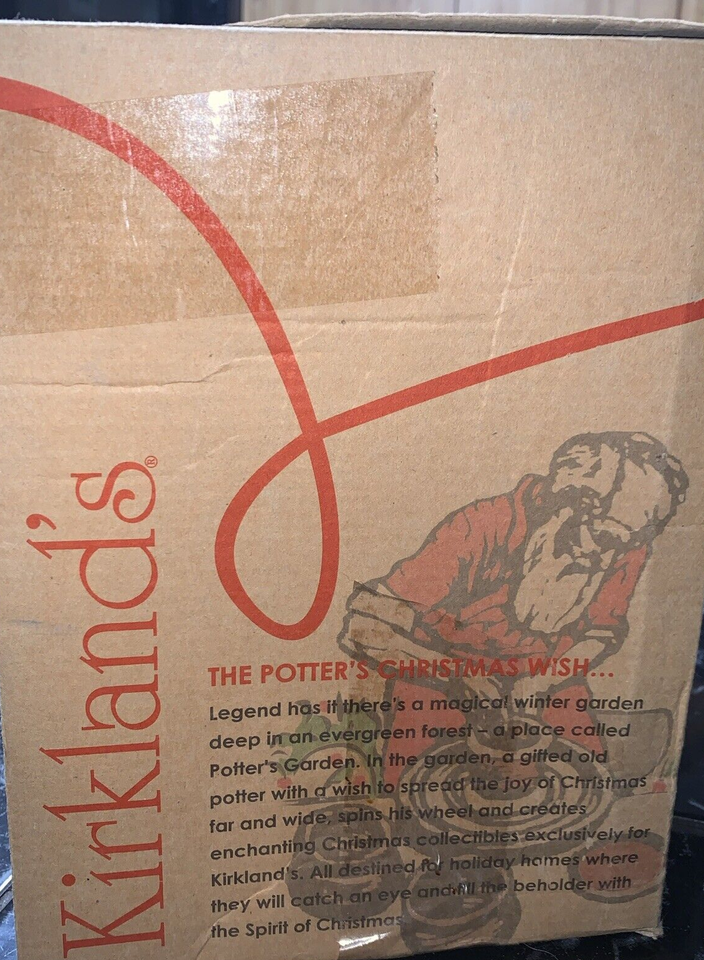 Kirkland's®
THE POTTER'S CHRISTMAS WISH...
Legend has it there's a magical winter garden
deep in an evergreen forest – a place called
Potter's Garden. In the garden, a gifted old
potter with a wish to spread the joy of Christmas
far and wide, spins his wheel and creates
enchanting Christmas collectibles exclusively for
Kirkland's. All destined for holiday homes where
they will catch an eye and fill the beholder with
the Spirit of Christmas.